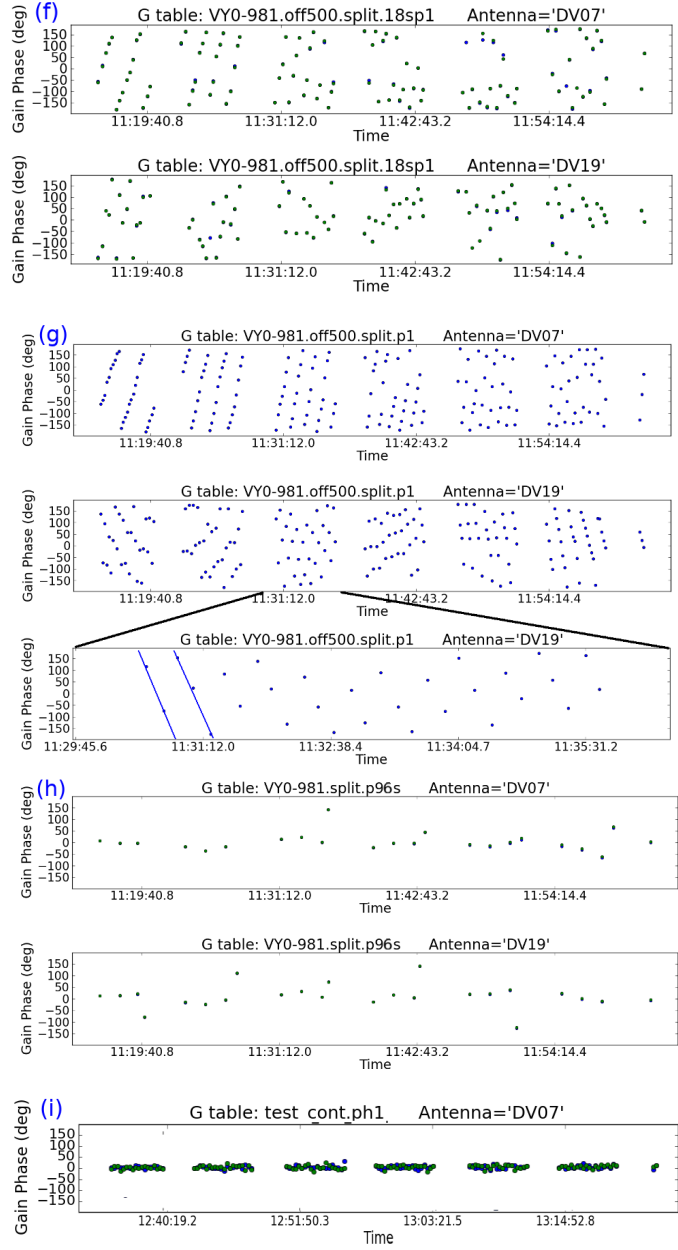 (f)
G table: VY0-981.off500.split.18sp1 Antenna='DV07'
Gain Phase (deg)
150
100
50
0
−50
−100
−150
11:19:40.8 11:31:12.0 11:42:43.2 11:54:14.4
Time
G table: VY0-981.off500.split.18sp1 Antenna='DV19'
Gain Phase (deg)
150
100
50
0
−50
−100
−150
11:19:40.8 11:31:12.0 11:42:43.2 11:54:14.4
Time
(g)
G table: VY0-981.off500.split.p1 Antenna='DV07'
Gain Phase (deg)
150
100
50
0
−50
−100
−150
11:19:40.8 11:31:12.0 11:42:43.2 11:54:14.4
Time
G table: VY0-981.off500.split.p1 Antenna='DV19'
Gain Phase (deg)
150
100
50
0
−50
−100
−150
11:19:40.8 11:31:12.0 11:42:43.2 11:54:14.4
Time
G table: VY0-981.off500.split.p1 Antenna='DV19'
Gain Phase (deg)
150
100
50
0
−50
−100
−150
11:29:45.6 11:31:12.0 11:32:38.4 11:34:04.7 11:35:31.2
Time
(h)
G table: VY0-981.split.p96s Antenna='DV07'
Gain Phase (deg)
150
100
50
0
−50
−100
−150
11:19:40.8 11:31:12.0 11:42:43.2 11:54:14.4
Time
G table: VY0-981.split.p96s Antenna='DV19'
Gain Phase (deg)
150
100
50
0
−50
−100
−150
11:19:40.8 11:31:12.0 11:42:43.2 11:54:14.4
Time
(i)
G table: test_cont.ph1 Antenna='DV07'
Gain Phase (deg)
150
100
50
0
−50
−100
−150
12:40:19.2 12:51:50.3 13:03:21.5 13:14:52.8
Time